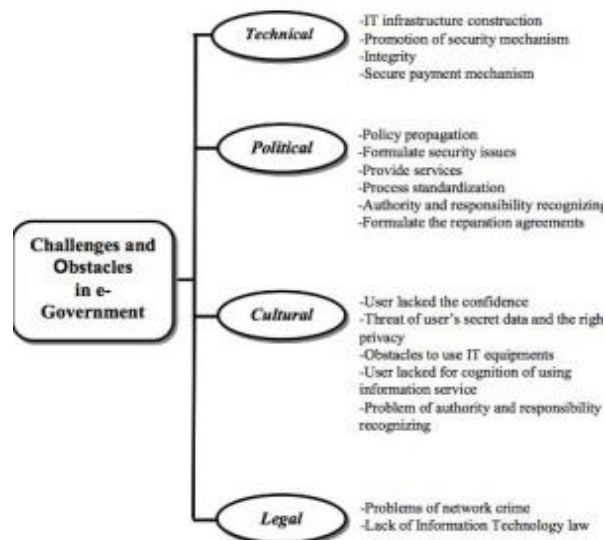 Challenges and
Obstacles
in e-
Government
Technical
-IT infrastructure construction
-Promotion of security mechanism
-Integrity
-Secure payment mechanism
Political
-Policy propagation
-Formulate security issues
-Provide services
-Process standardization
-Authority and responsibility recognizing
-Formulate the reparation agreements
Cultural
-User lacked the confidence
-Threat of user's secret data and the right
privacy
-Obstacles to use IT equipments
-User lacked for cognition of using
information service
-Problem of authority and responsibility
recognizing
Legal
-Problems of network crime
-Lack of Information Technology law